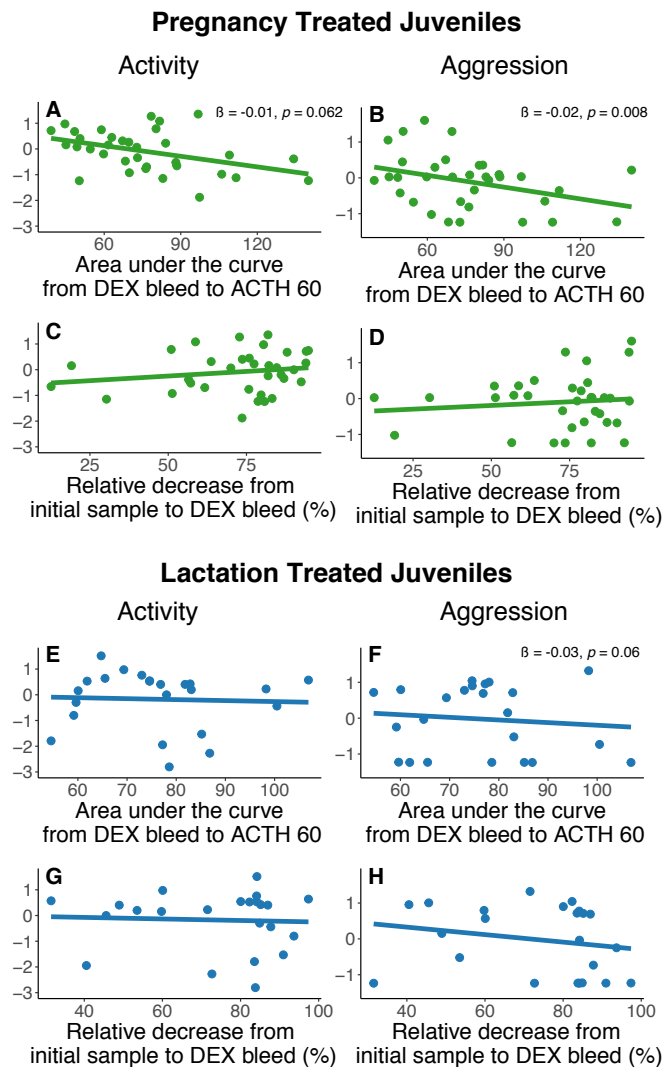 Pregnancy Treated Juveniles
Activity
Aggression
A
ß = -0.01, p = 0.062
1
0
−1
−2
−3
60
90
120
Area under the curve
from DEX bleed to ACTH 60
B
ß = -0.02, p = 0.008
1
0
−1
60
90
120
Area under the curve
from DEX bleed to ACTH 60
C
1
0
−1
−2
−3
25
50
75
Relative decrease from
initial sample to DEX bleed (%)
D
1
0
−1
25
50
75
Relative decrease from
initial sample to DEX bleed (%)
Lactation Treated Juveniles
Activity
Aggression
E
1
0
−1
−2
−3
60
70
80
90
100
Area under the curve
from DEX bleed to ACTH 60
F
ß = -0.03, p = 0.06
1
0
−1
60
70
80
90
100
Area under the curve
from DEX bleed to ACTH 60
G
1
0
−1
−2
−3
40
60
80
100
Relative decrease from
initial sample to DEX bleed (%)
H
1
0
−1
40
60
80
100
Relative decrease from
initial sample to DEX bleed (%)